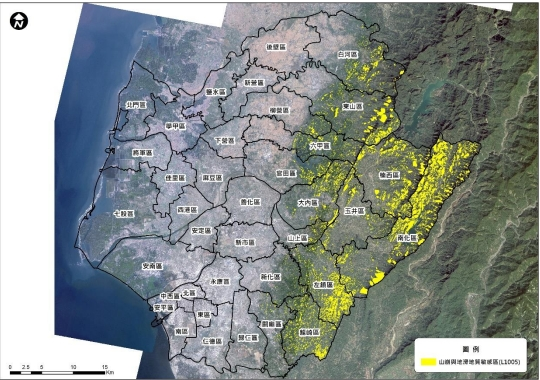 N
後壁區
白河區
新營區
鹽水區
北門區
柳營區
東山區
學甲區
下營區
六甲區
將軍區
官田區
楠西區
佳里區
麻豆區
善化區
大內區
玉井區
七股區
西港區
安定區
新市區
山上區
南化區
安南區
永康區
新化區
左鎮區
北區
中西區
安平區
東區
南區
仁德區
歸仁區
關廟區
龍崎區
圖 例
山崩與地滑地質敏感區(L1005)
0 2.5 5 10 15
Km